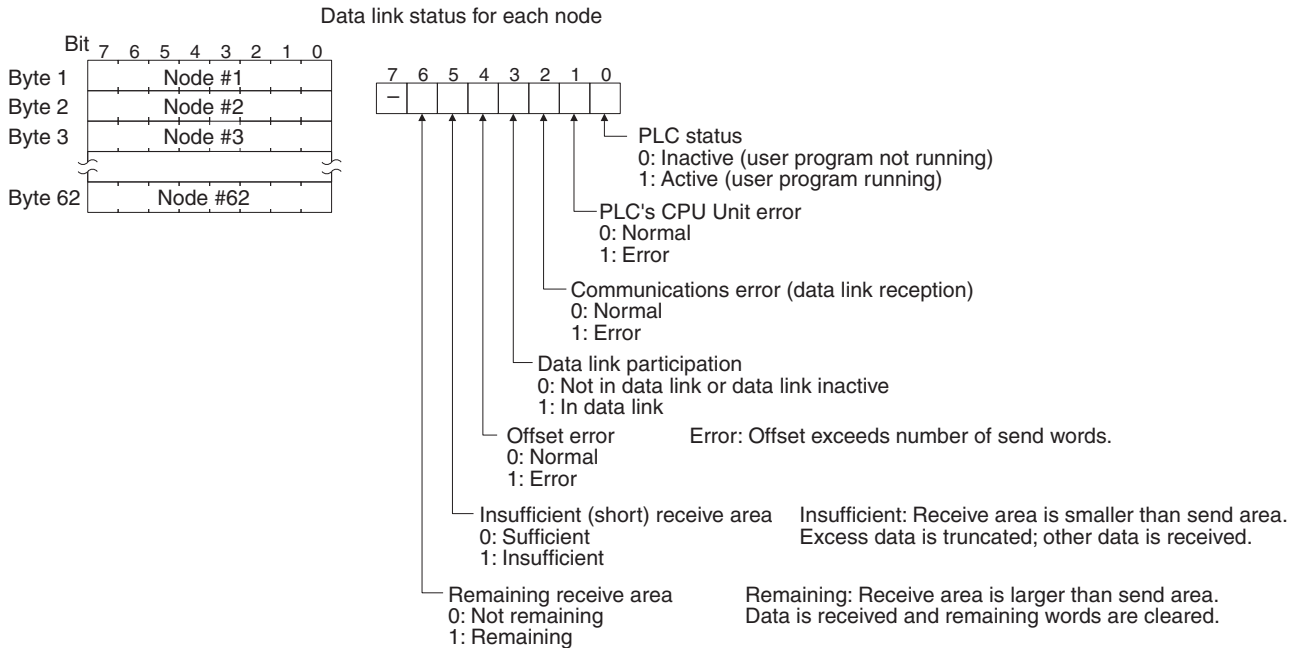 Data link status for each node
Bit 7 6 5 4 3 2 1 0
Byte 1 Node #1
Byte 2 Node #2
Byte 3 Node #3
Byte 62 Node #62
7 6 5 4 3 2 1 0
–
PLC status
0: Inactive (user program not running)
1: Active (user program running)
PLC's CPU Unit error
0: Normal
1: Error
Communications error (data link reception)
0: Normal
1: Error
Data link participation
0: Not in data link or data link inactive
1: In data link
Offset error Error: Offset exceeds number of send words.
0: Normal
1: Error
Insufficient (short) receive area Insufficient: Receive area is smaller than send area.
0: Sufficient Excess data is truncated; other data is received.
1: Insufficient
Remaining receive area Remaining: Receive area is larger than send area.
0: Not remaining Data is received and remaining words are cleared.
1: Remaining